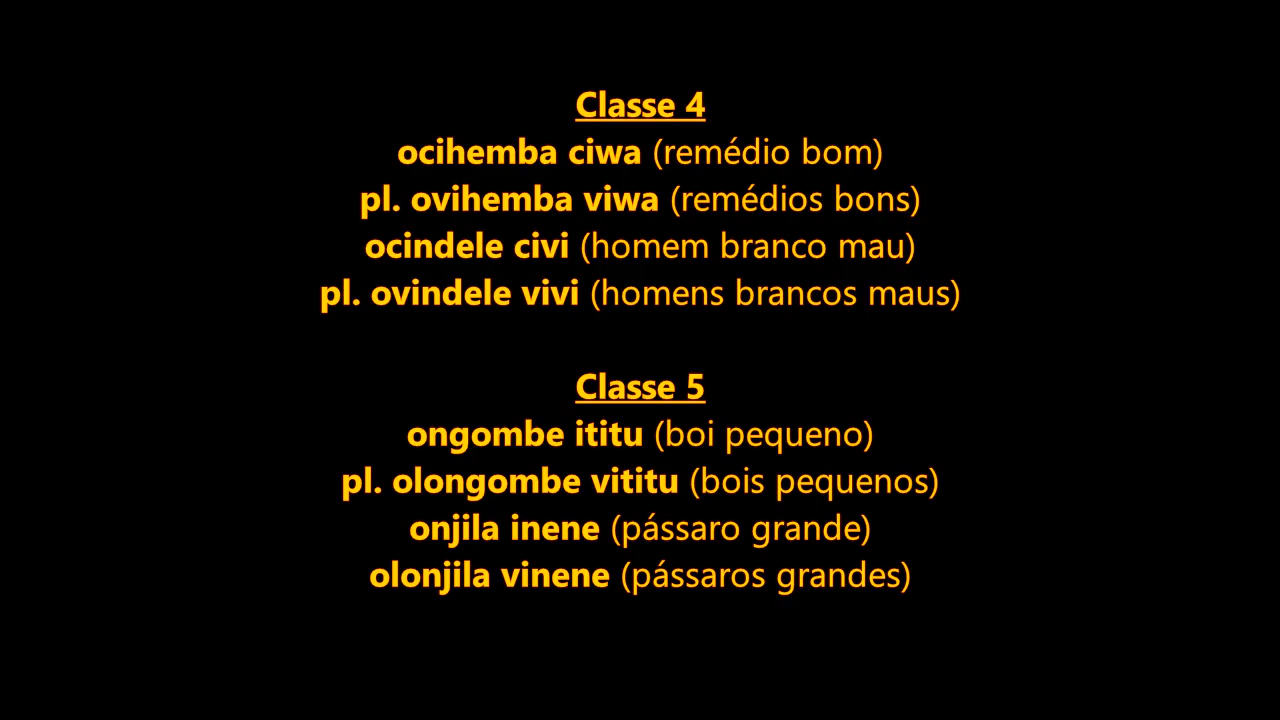 Classe 4
ocihemba ciwa (remédio bom)
pl. ovihemba viwa (remédios bons)
ocindele civi (homem branco mau)
pl. ovindele vivi (homens brancos maus)
Classe 5
ongombe ititu (boi pequeno)
pl. olongombe vititu (bois pequenos)
onjila inene (pássaro grande)
olonjila vinene (pássaros grandes)